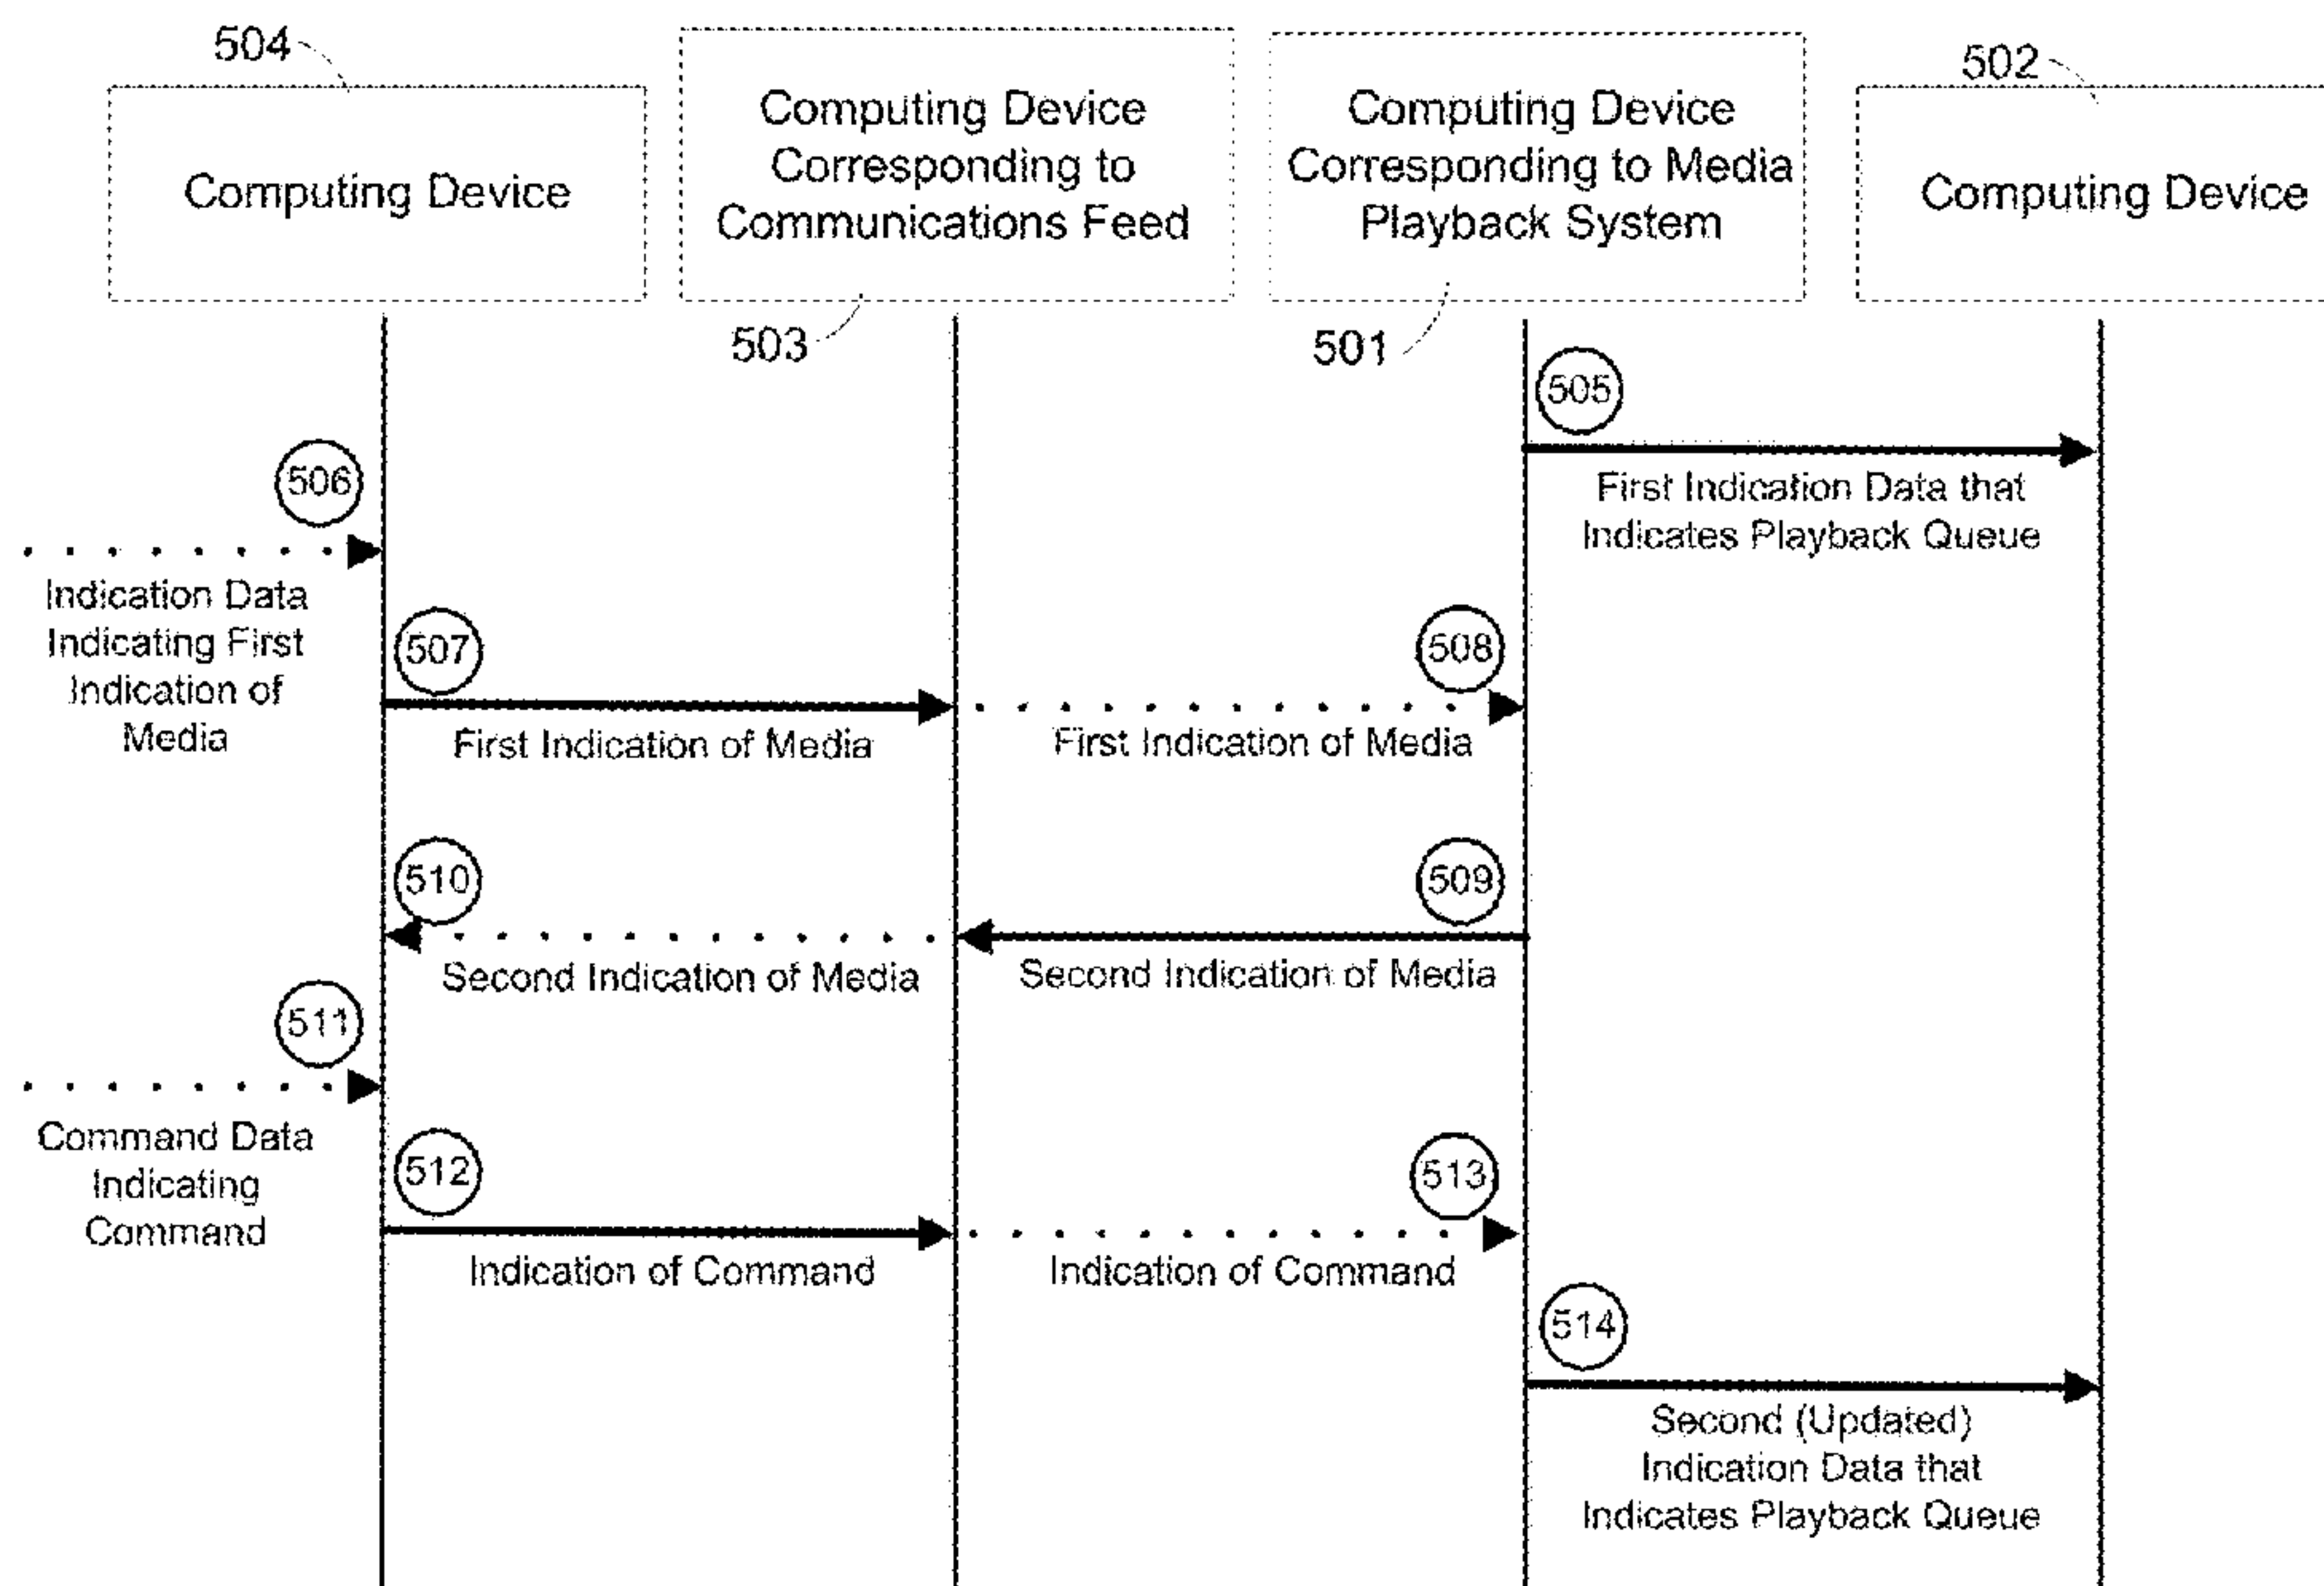 504
Computing Device
Computing Device
Corresponding to
Communications Feed
503
Computing Device
Corresponding to Media
Playback System
501
502
Computing Device
505
First Indication Data that
Indicates Playback Queue
506
Indication Data
Indicating First
Indication of
Media
507
First Indication of Media
508
First Indication of Media
510
Second Indication of Media
509
Second Indication of Media
511
Command Data
Indicating
Command
512
Indication of Command
513
Indication of Command
514
Second (Updated)
Indication Data that
Indicates Playback Queue